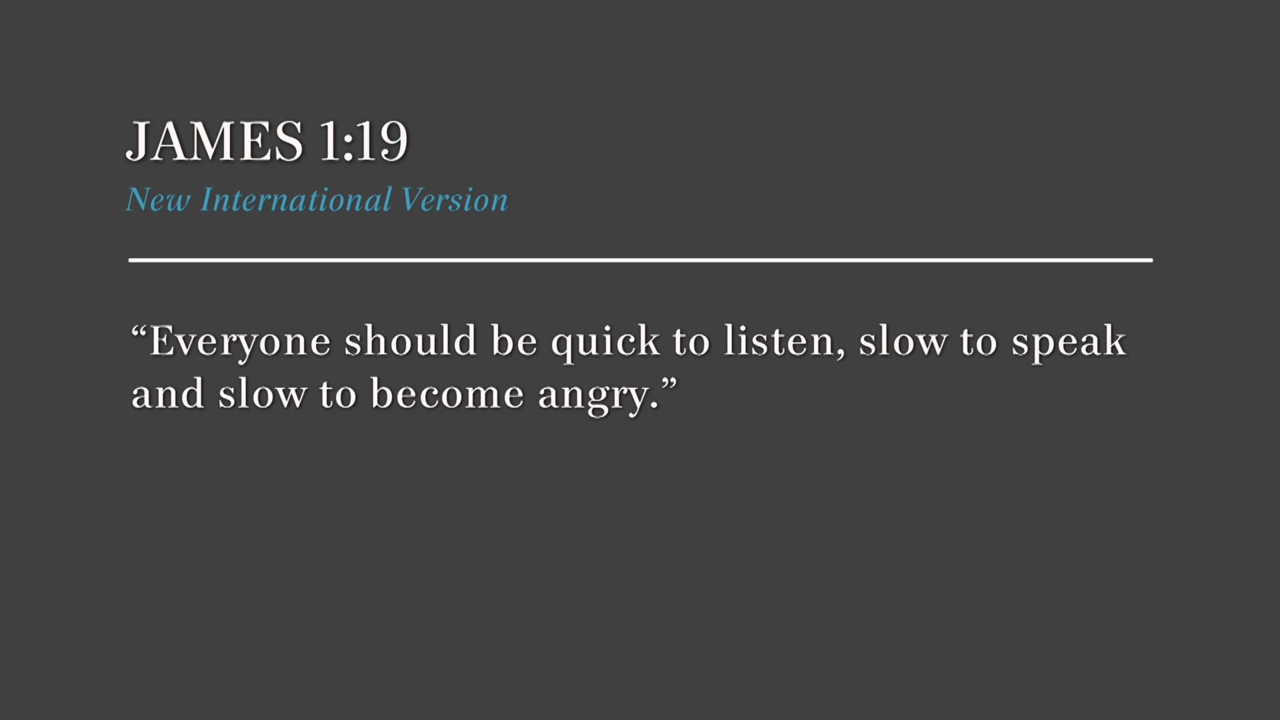 JAMES 1:19
New International Version
“Everyone should be quick to listen, slow to speak
and slow to become angry.”